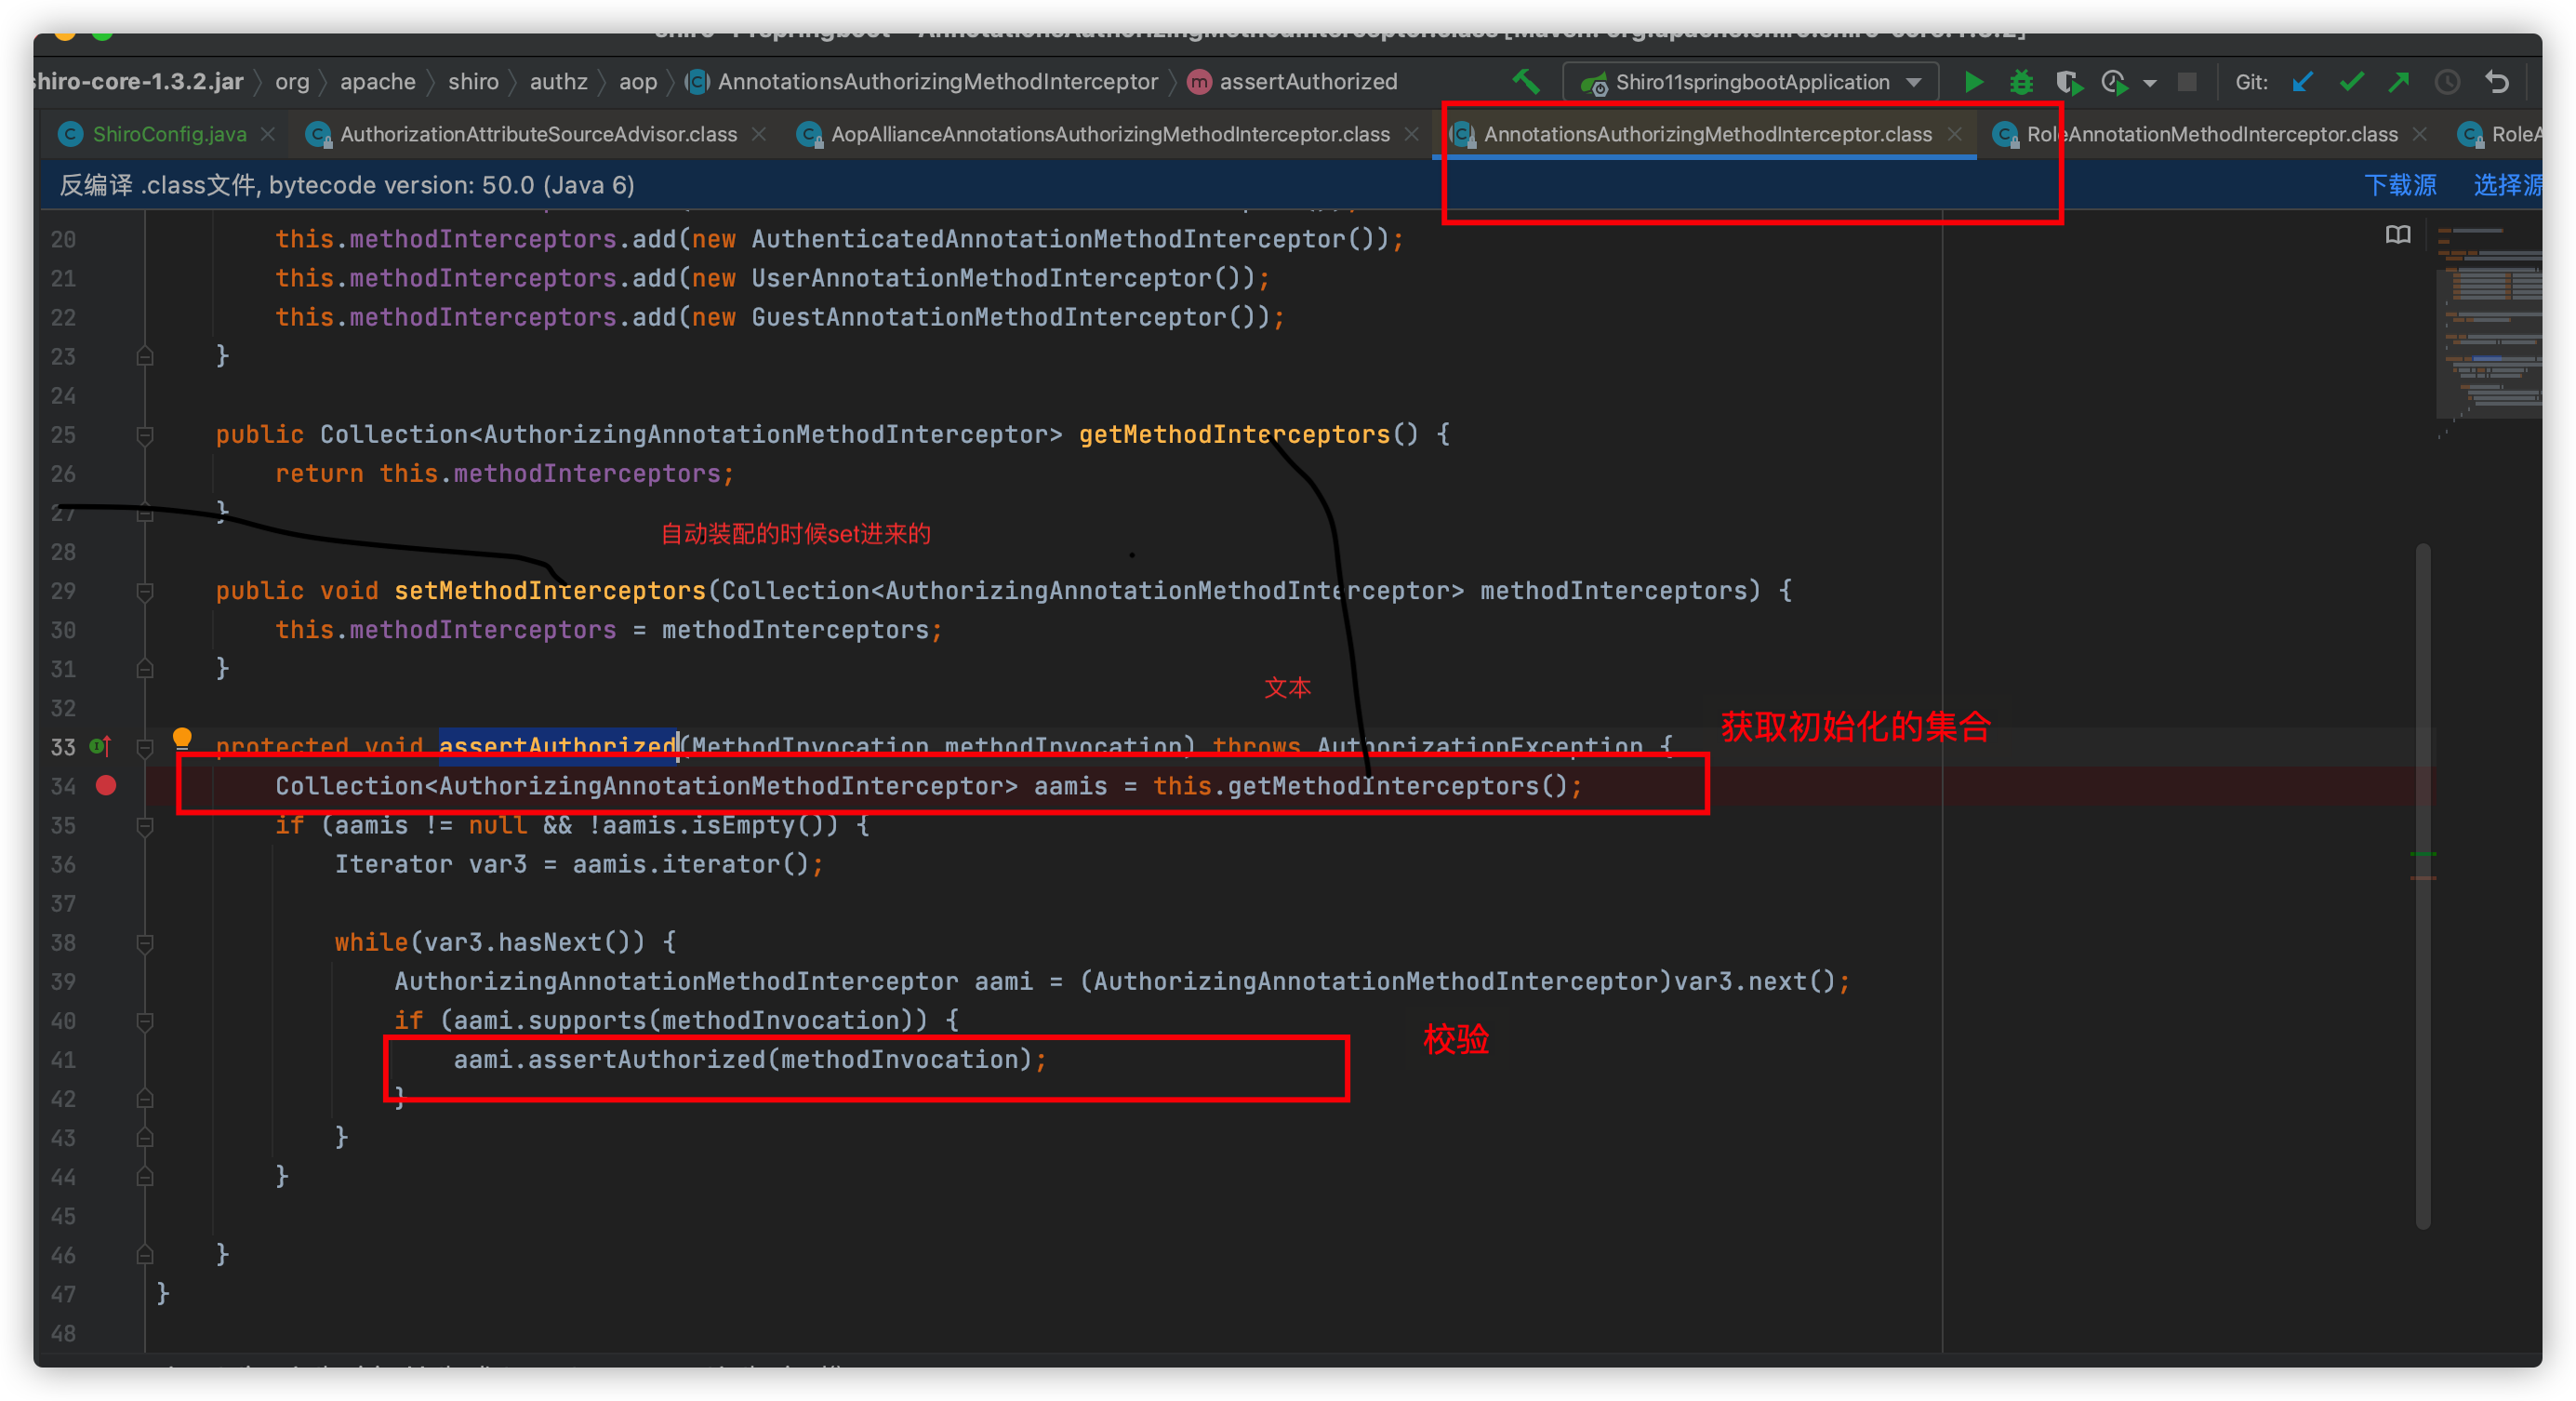 shiro-core-1.3.2.jar 〉 org 〉 apache 〉 shiro 〉 authz 〉 aop 〉 AnnotationsAuthorizingMethodInterceptor 〉 assertAuthorized Shiro11springbootApplication Git:
ShiroConfig.java AuthorizationAttributeSourceAdvisor.class AopAllianceAnnotationsAuthorizingMethodInterceptor.class AnnotationsAuthorizingMethodInterceptor.class RoleAnnotationMethodInterceptor.class RoleA
反编译 .class文件, bytecode version: 50.0 (Java 6) 下载源 选择源
20 this.methodInterceptors.add(new AuthenticatedAnnotationMethodInterceptor());
21 this.methodInterceptors.add(new UserAnnotationMethodInterceptor());
22 this.methodInterceptors.add(new GuestAnnotationMethodInterceptor());
23 }
24
25 public Collection<AuthorizingAnnotationMethodInterceptor> getMethodInterceptors() {
26 return this.methodInterceptors;
27 }
自动装配的时候set进来的
28
29 public void setMethodInterceptors(Collection<AuthorizingAnnotationMethodInterceptor> methodInterceptors) {
30 this.methodInterceptors = methodInterceptors;
31 }
文本
32
获取初始化的集合
33 protected void assertAuthorized(MethodInvocation methodInvocation) throws AuthorizationException {
34 Collection<AuthorizingAnnotationMethodInterceptor> aamis = this.getMethodInterceptors();
35 if (aamis != null && !aamis.isEmpty()) {
36 Iterator var3 = aamis.iterator();
37
38 while(var3.hasNext()) {
39 AuthorizingAnnotationMethodInterceptor aami = (AuthorizingAnnotationMethodInterceptor)var3.next();
40 if (aami.supports(methodInvocation)) {
校验
41 aami.assertAuthorized(methodInvocation);
42 }
43 }
44 }
45
46 }
47 }
48